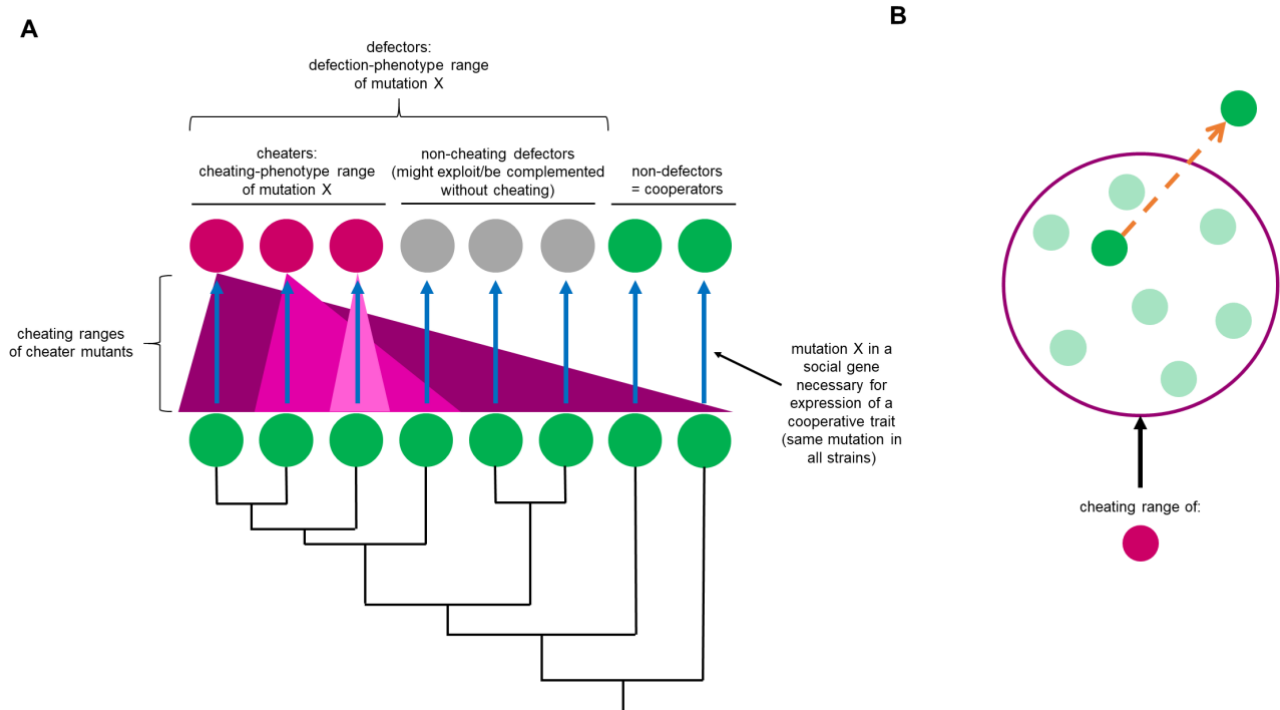 A
defectors:
defection-phenotype range
of mutation X
cheaters:
cheating-phenotype range
of mutation X
non-cheating defectors
(might exploit/be complemented
without cheating)
non-defectors
= cooperators
cheating ranges
of cheater mutants
mutation X in a
social gene
necessary for
expression of a
cooperative trait
(same mutation in
all strains)
B
cheating range of: